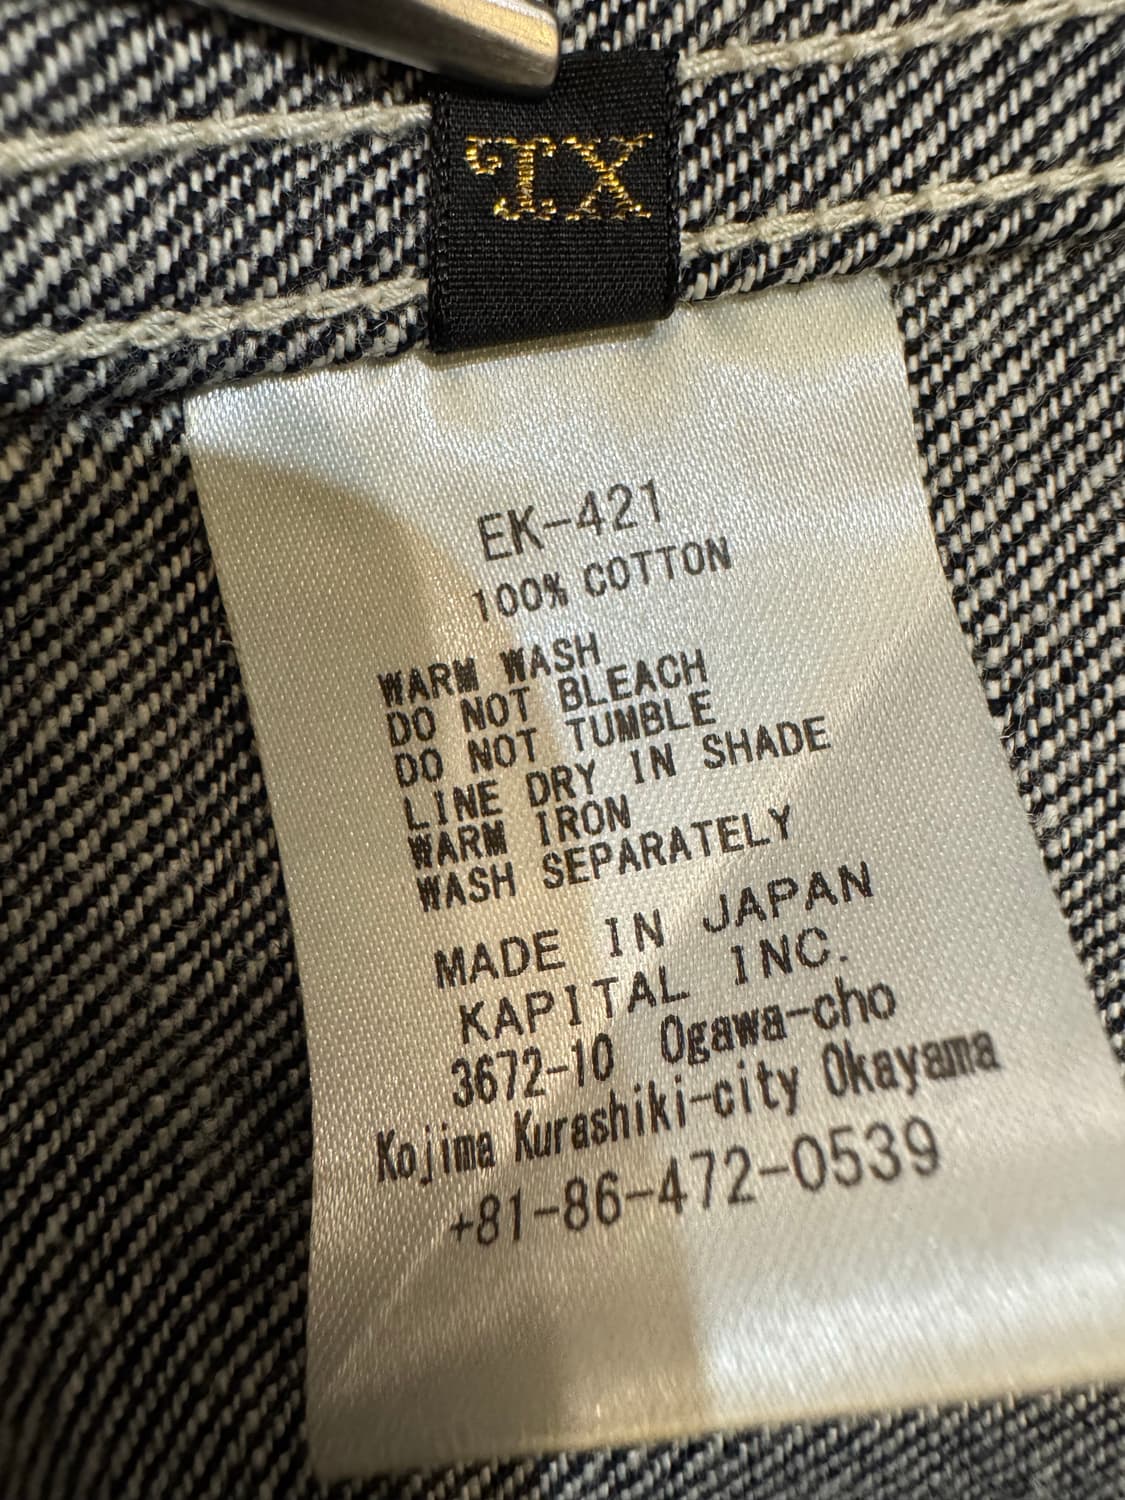 XL
EK-421
100% COTTON
WARM WASH
DO NOT BLEACH
DO NOT TUMBLE
LINE DRY IN SHADE
WARM IRON
WASH SEPARATELY
MADE IN JAPAN
KAPITAL INC.
3672-10 Ogawa-cho
Kojima Kurashiki-city Okayama
+81-86-472-0539